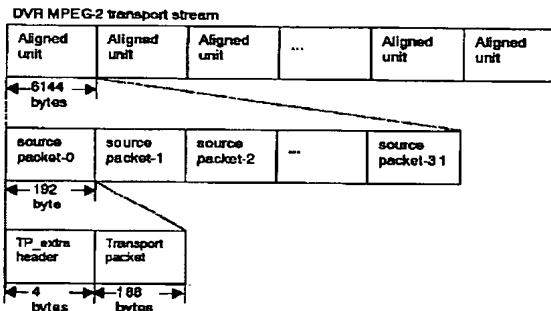 DVR MPEG-2 transport stream
Aligned unit
Aligned unit
Aligned unit
...
Aligned unit
Aligned unit
6144 bytes
source packet-0
source packet-1
source packet-2
...
source packet-31
192 byte
TP_extra header
Transport packet
4 bytes
188 bytes